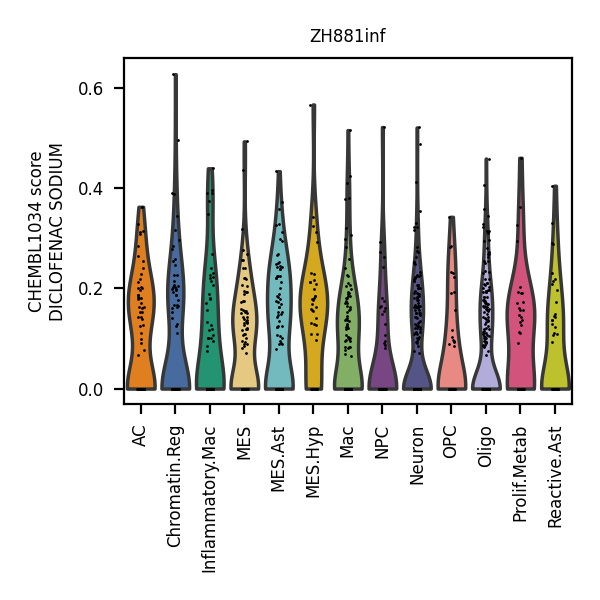 ZH881inf
CHEMBL1034 score
DICLOFENAC SODIUM
0.6
0.4
0.2
0.0
AC
Chromatin.Reg
Inflammatory.Mac
MES
MES.Ast
MES.Hyp
Mac
NPC
Neuron
OPC
Oligo
Prolif.Metab
Reactive.Ast